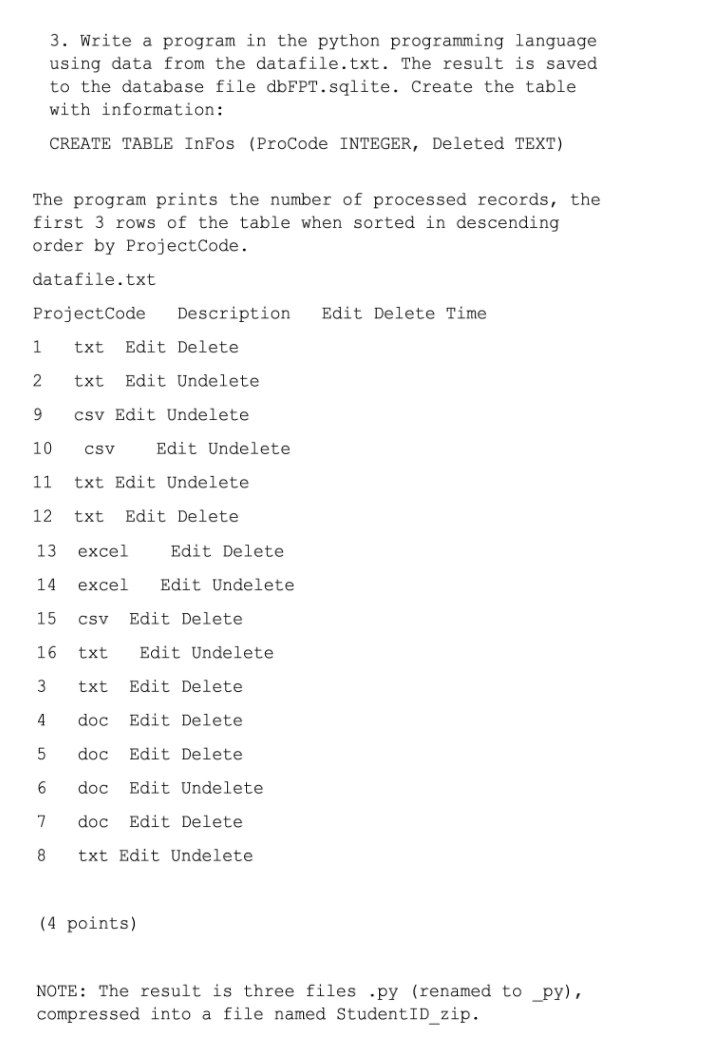 3. Write a program in the python programming language
using data from the datafile.txt. The result is saved
to the database file dbFPT.sqlite. Create the table
with information:
CREATE TABLE InFos (ProCode INTEGER, Deleted TEXT)
The program prints the number of processed records, the
first 3 rows of the table when sorted in descending
order by ProjectCode.
datafile.txt
ProjectCode Description Edit Delete Time
1 txt Edit Delete
2 txt Edit Undelete
9 csv Edit Undelete
10 csv Edit Undelete
11 txt Edit Undelete
12 txt Edit Delete
13 excel Edit Delete
14 excel Edit Undelete
15 csv Edit Delete
16 txt Edit Undelete
3 txt Edit Delete
4 doc Edit Delete
5 doc Edit Delete
6 doc Edit Undelete
7 doc Edit Delete
8 txt Edit Undelete
(4 points)
NOTE: The result is three files .py (renamed to _py),
compressed into a file named StudentID_zip.